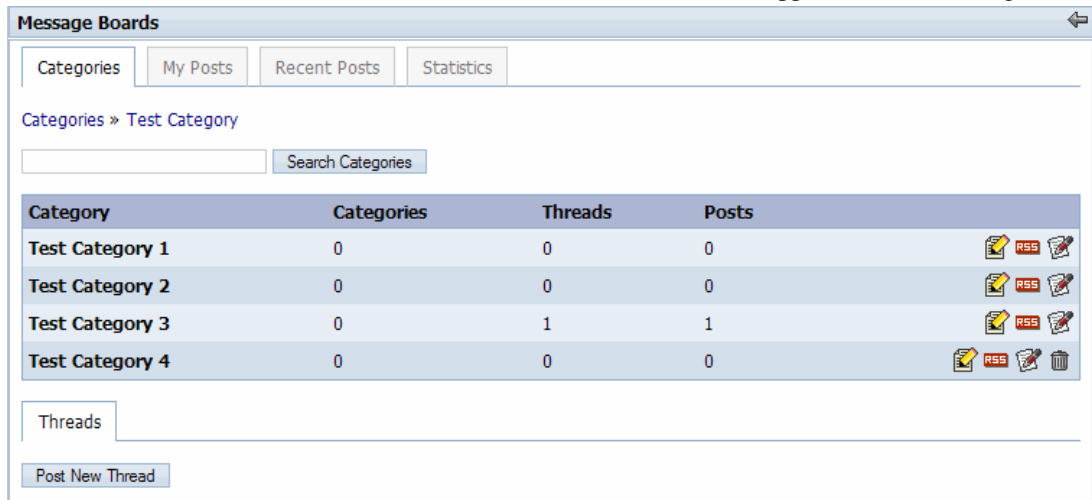 Message Boards
Categories My Posts Recent Posts Statistics
Categories » Test Category
Search Categories
Category Categories Threads Posts
Test Category 1 0 0 0 RSS
Test Category 2 0 0 0 RSS
Test Category 3 0 1 1 RSS
Test Category 4 0 0 0 RSS
Threads
Post New Thread